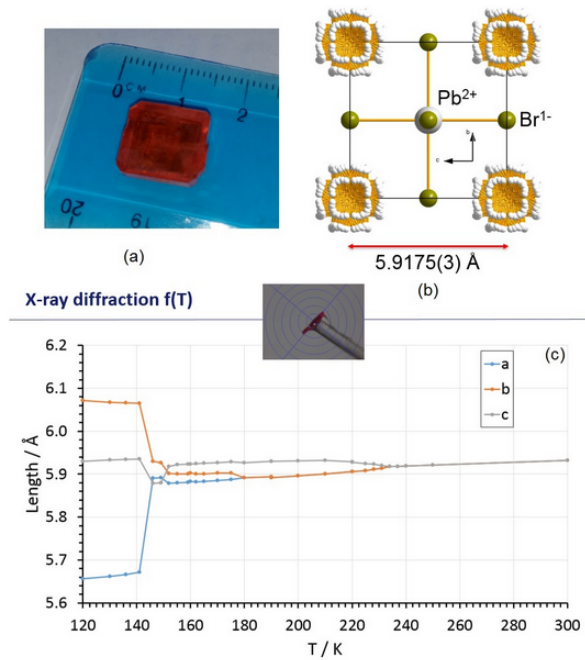 0 CM 1 2
20 19
(a)
Pb2+
Br1-
b
c
5.9175(3) Å
(b)
X-ray diffraction f(T)
(c)
a
b
c
6.2
6.1
6.0
5.9
5.8
5.7
5.6
Length / Å
120 140 160 180 200 220 240 260 280 300
T / K